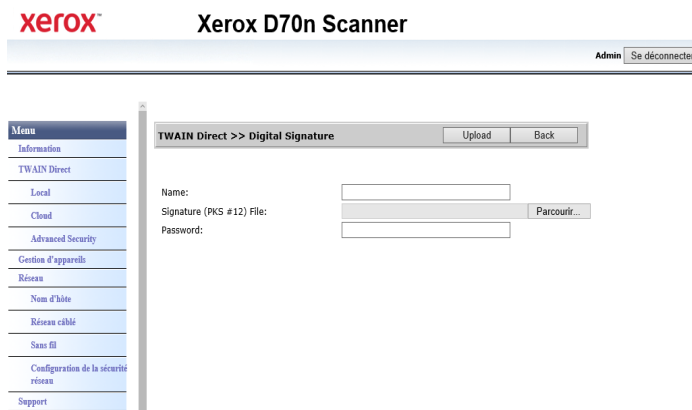 xerox™
Xerox D70n Scanner
Admin Se déconnecter
Menu
Information
TWAIN Direct
Local
Cloud
Advanced Security
Gestion d'appareils
Réseau
Nom d'hôte
Réseau câblé
Sans fil
Configuration de la sécurité
réseau
Support
TWAIN Direct >> Digital Signature Upload Back
Name:
Signature (PKS #12) File: Parcourir...
Password: